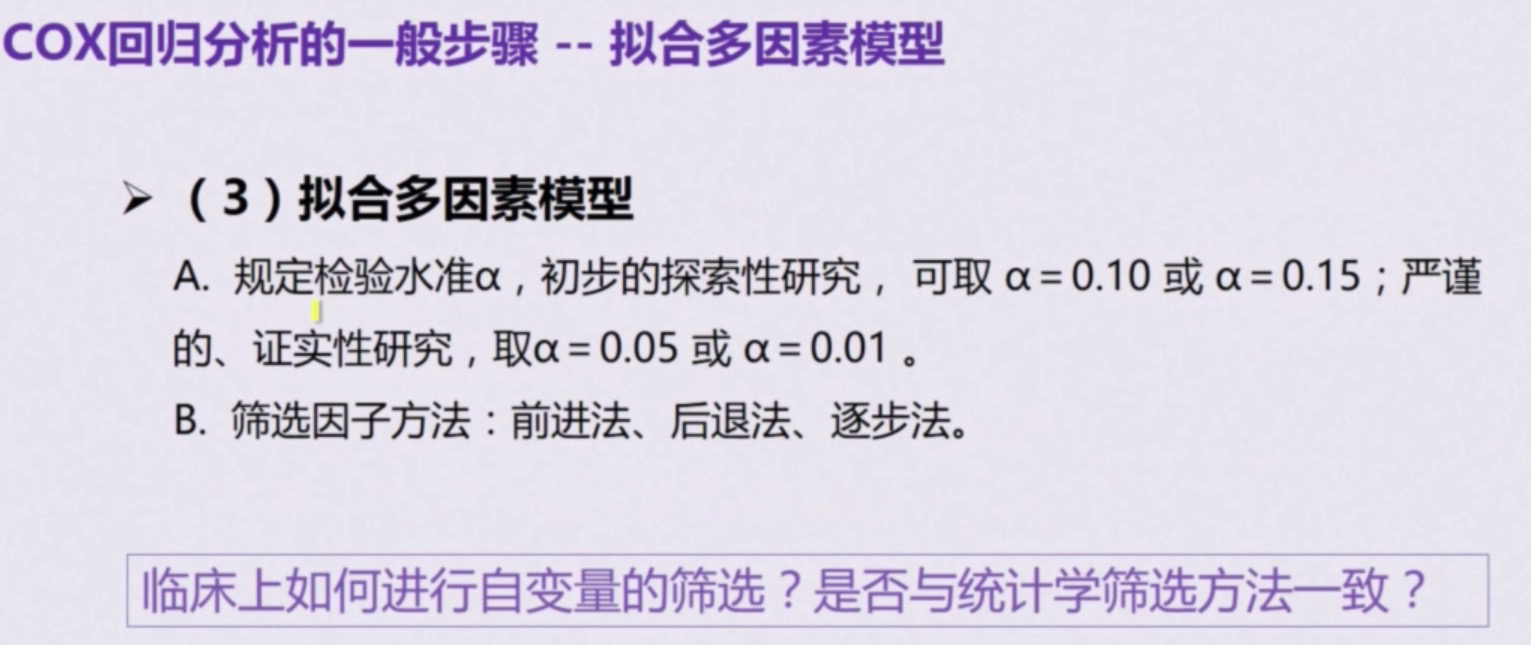 COX回归分析的一般步骤 -- 拟合多因素模型
（3）拟合多因素模型
A. 规定检验水准α，初步的探索性研究， 可取 α＝0.10 或 α＝0.15；严谨
的、证实性研究，取α＝0.05 或 α＝0.01 。
B. 筛选因子方法：前进法、后退法、逐步法。
临床上如何进行自变量的筛选？是否与统计学筛选方法一致？